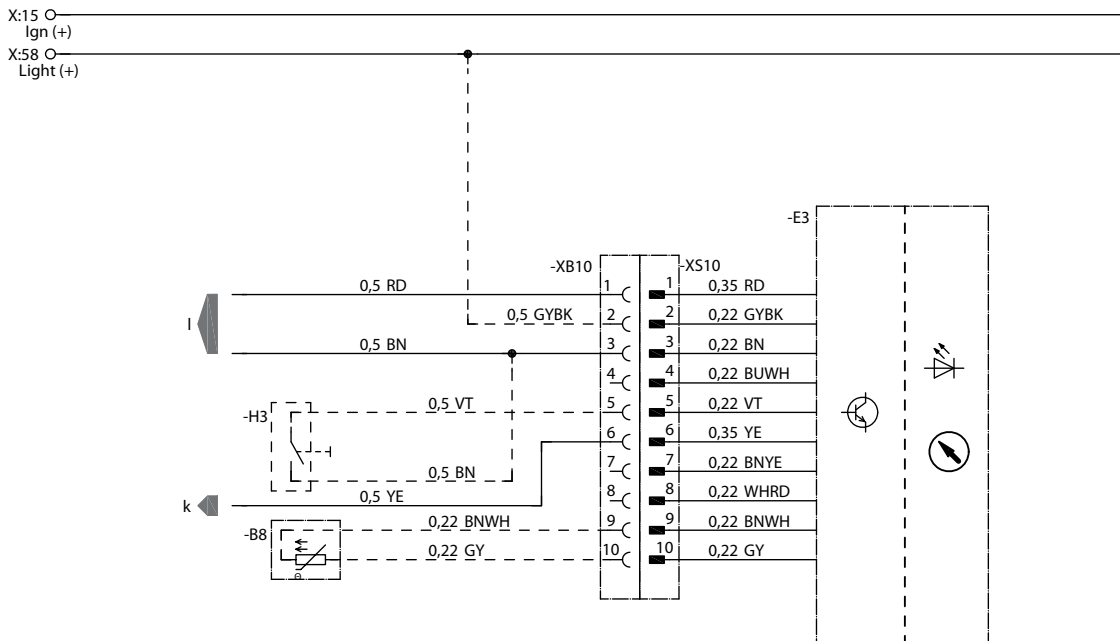 X:15
Ign (+)
X:58
Light (+)
-E3
-XB10 -XS10
0,5 RD 1 1 0,35 RD
0,5 GYBK 2 2 0,22 GYBK
l
0,5 BN 3 3 0,22 BN
4 4 0,22 BUWH
-H3 0,5 VT 5 5 0,22 VT
6 6 0,35 YE
0,5 BN 7 7 0,22 BNYE
k 0,5 YE 8 8 0,22 WHRD
-B8 0,22 BNWH 9 9 0,22 BNWH
0,22 GY 10 10 0,22 GY
Θ